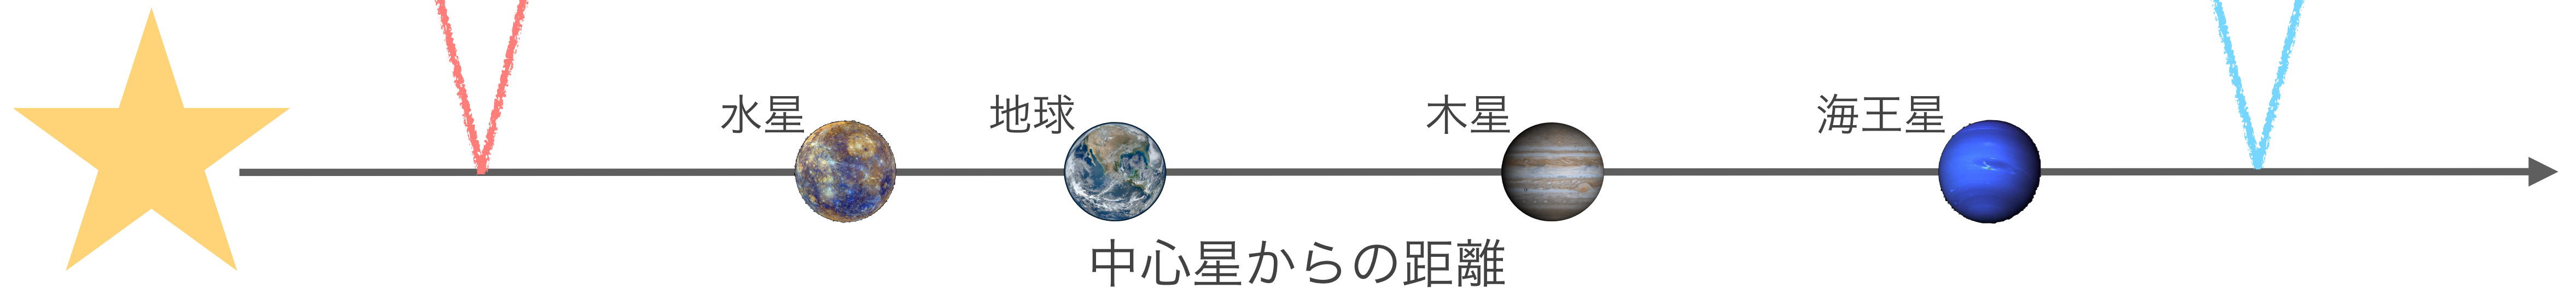 水星
地球
木星
海王星
中心星からの距離